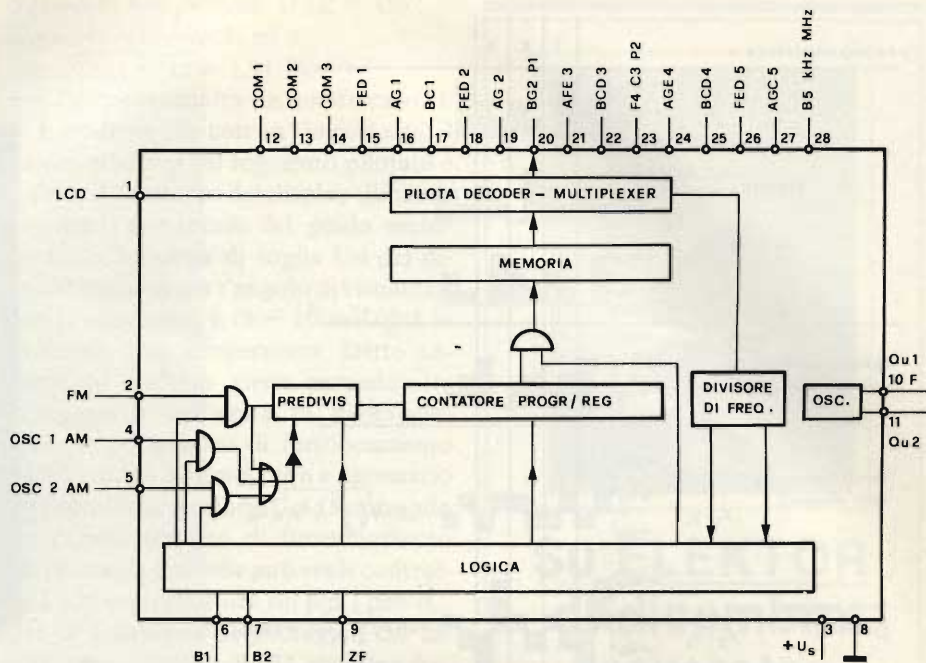 COM 1
COM 2
COM 3
FED 1
AG 1
BC 1
FED 2
AG 2
BG2 P1
AFE 3
BCD 3
F4 C3 P2
AGE 4
BCD 4
FED 5
AGC 5
B5 kHz MHz
12 13 14 15 16 17 18 19 20 21 22 23 24 25 26 27 28
LCD
1
PILOTA DECODER - MULTIPLEXER
MEMORIA
FM
2
OSC 1 AM
4
OSC 2 AM
5
PREDIVIS
CONTATORE PROGR / REG
DIVISORE
DI FREQ.
OSC.
Qu 1
10 F
11
Qu 2
LOGICA
6
7
9
3
8
B1
B2
ZF
+Us